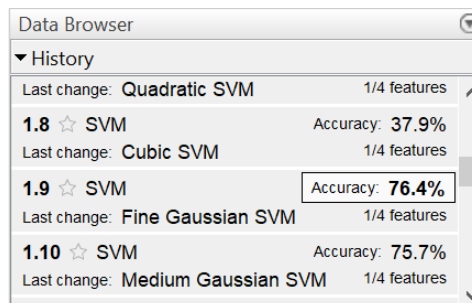 Data Browser
History
Last change: Quadratic SVM 1/4 features
1.8 SVM Accuracy: 37.9%
Last change: Cubic SVM 1/4 features
1.9 SVM Accuracy: 76.4%
Last change: Fine Gaussian SVM 1/4 features
1.10 SVM Accuracy: 75.7%
Last change: Medium Gaussian SVM 1/4 features